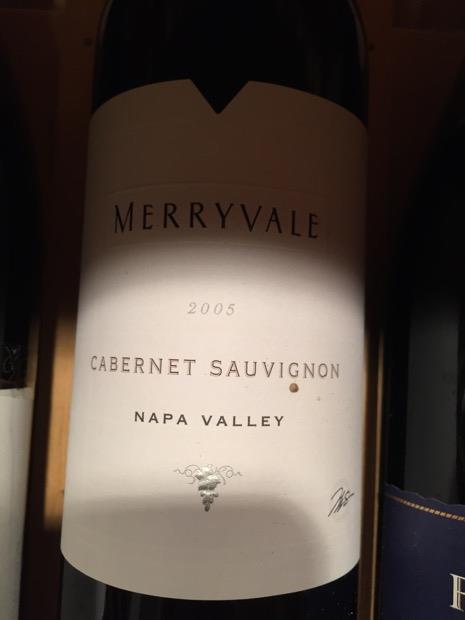 MERRYVALE
2005
CABERNET SAUVIGNON
NAPA VALLEY